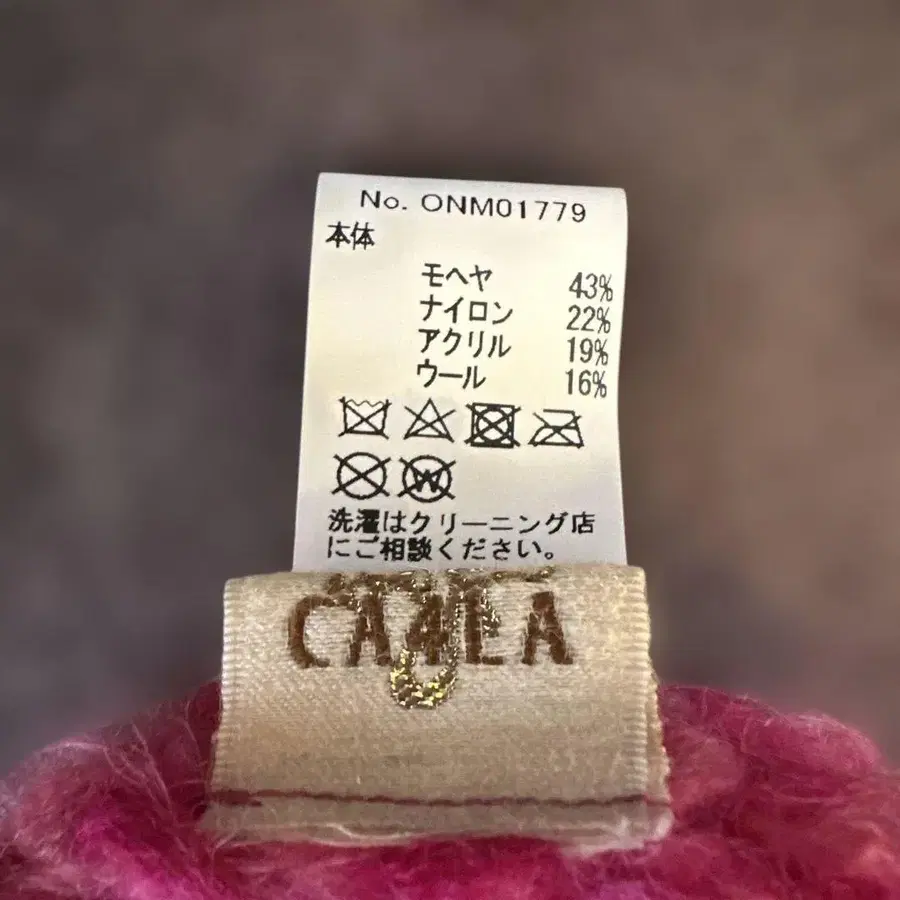 No. ONM01779
本体
モヘヤ 43%
ナイロン 22%
アクリル 19%
ウール 16%
洗濯はクリーニング店
にご相談ください。